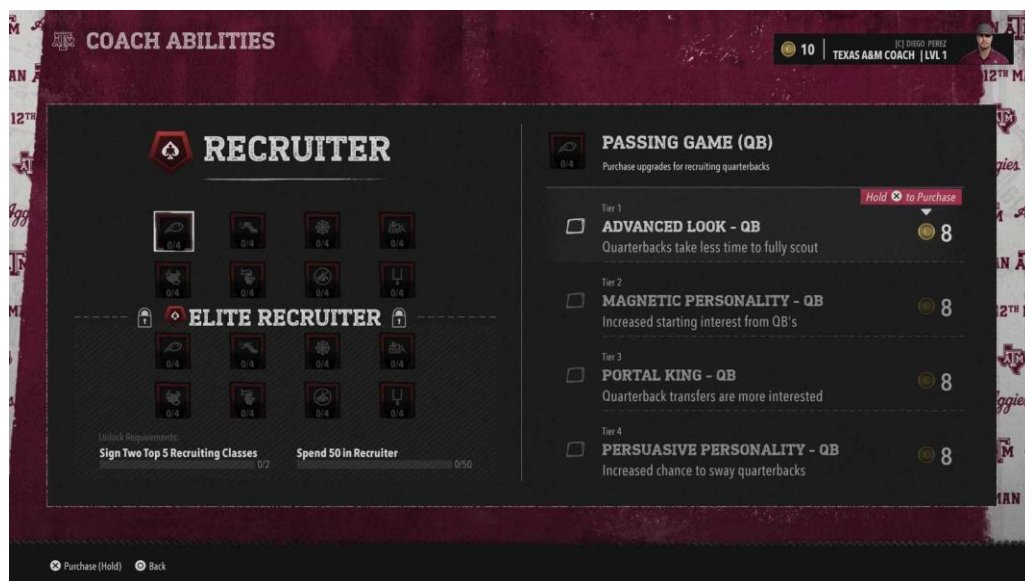 COACH ABILITIES
10
[C] DIEGO PEREZ
TEXAS A&M COACH | LVL 1
RECRUITER
0/4 0/4 0/4 0/4
0/4 0/4 0/4 0/4
ELITE RECRUITER
0/4 0/4 0/4 0/4
0/4 0/4 0/4 0/4
Unlock Requirements:
Sign Two Top 5 Recruiting Classes
0/2
Spend 50 in Recruiter
0/50
0/4
PASSING GAME (QB)
Purchase upgrades for recruiting quarterbacks
Hold ⓧ to Purchase
Tier 1
ADVANCED LOOK - QB
8
Quarterbacks take less time to fully scout
Tier 2
MAGNETIC PERSONALITY - QB
8
Increased starting interest from QB's
Tier 3
PORTAL KING - QB
8
Quarterback transfers are more interested
Tier 4
PERSUASIVE PERSONALITY - QB
8
Increased chance to sway quarterbacks
Purchase (Hold)
Back
12TH
Aggies
12TH